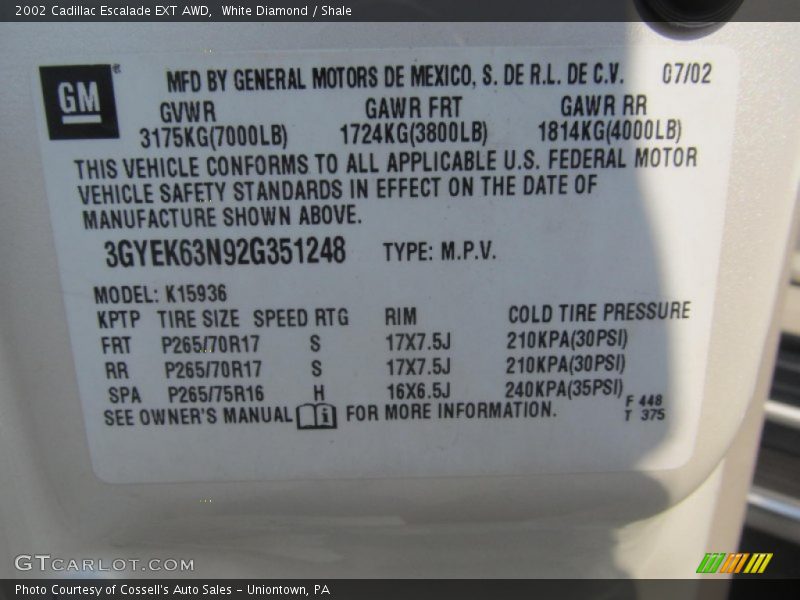 2002 Cadillac Escalade EXT AWD, White Diamond / Shale
GM
MFD BY GENERAL MOTORS DE MEXICO, S. DE R.L. DE C.V. 07/02
GVWR GAWR FRT GAWR RR
3175KG(7000LB) 1724KG(3800LB) 1814KG(4000LB)
THIS VEHICLE CONFORMS TO ALL APPLICABLE U.S. FEDERAL MOTOR
VEHICLE SAFETY STANDARDS IN EFFECT ON THE DATE OF
MANUFACTURE SHOWN ABOVE.
3GYEK63N92G351248 TYPE: M.P.V.
MODEL: K15936
KPTP TIRE SIZE SPEED RTG RIM COLD TIRE PRESSURE
FRT P265/70R17 S 17X7.5J 210KPA(30PSI)
RR P265/70R17 S 17X7.5J 210KPA(30PSI)
SPA P265/75R16 H 16X6.5J 240KPA(35PSI)
F 448
SEE OWNER'S MANUAL i FOR MORE INFORMATION. T 375
GTCARLOT.COM
Photo Courtesy of Cossell's Auto Sales - Uniontown, PA